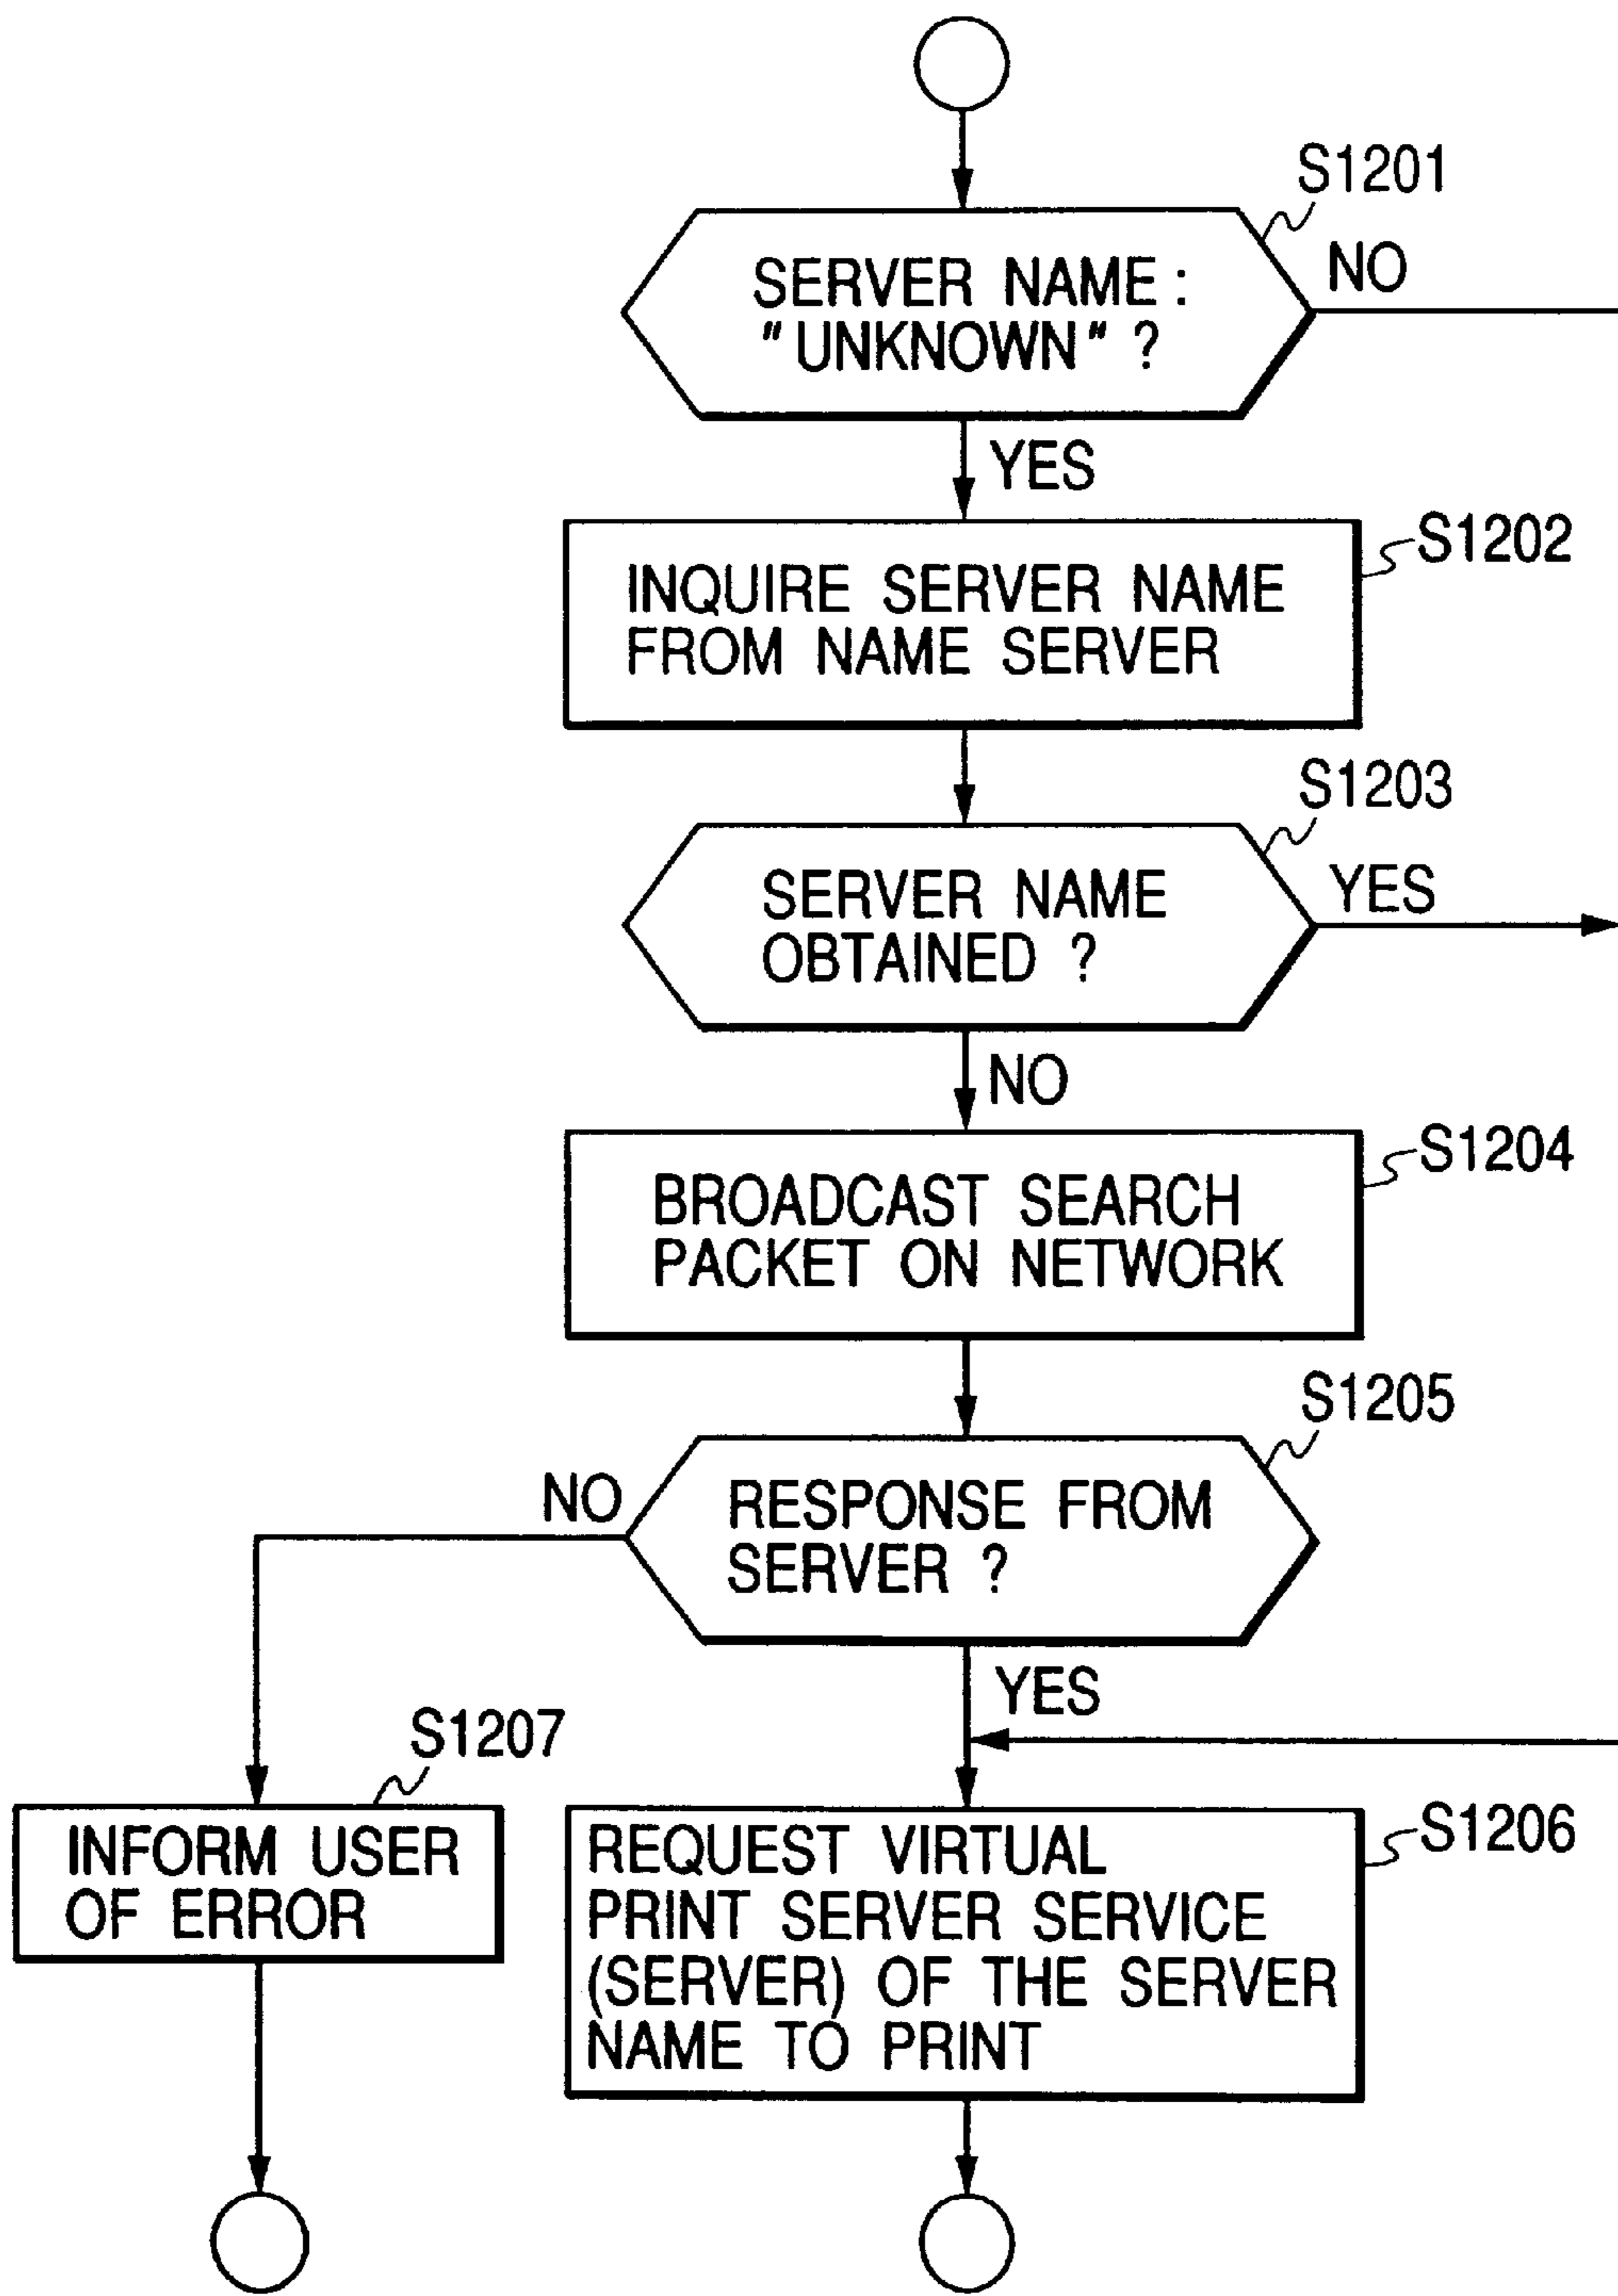 S1201
SERVER NAME :
"UNKNOWN" ?
NO
YES
S1202
INQUIRE SERVER NAME
FROM NAME SERVER
S1203
SERVER NAME
OBTAINED ?
YES
NO
S1204
BROADCAST SEARCH
PACKET ON NETWORK
S1205
RESPONSE FROM
SERVER ?
NO
YES
S1207
INFORM USER
OF ERROR
S1206
REQUEST VIRTUAL
PRINT SERVER SERVICE
(SERVER) OF THE SERVER
NAME TO PRINT